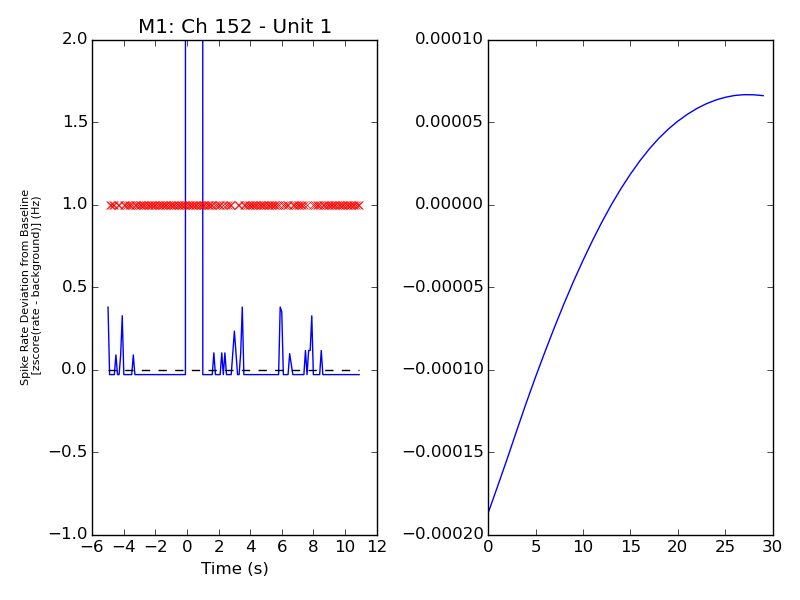 M1: Ch 152 - Unit 1
2.0
1.5
1.0
0.5
0.0
−0.5
−1.0
Spike Rate Deviation from Baseline
[zscore(rate - background)] (Hz)
−6 −4 −2 0 2 4 6 8 10 12
Time (s)
0.00010
0.00005
0.00000
−0.00005
−0.00010
−0.00015
−0.00020
0 5 10 15 20 25 30